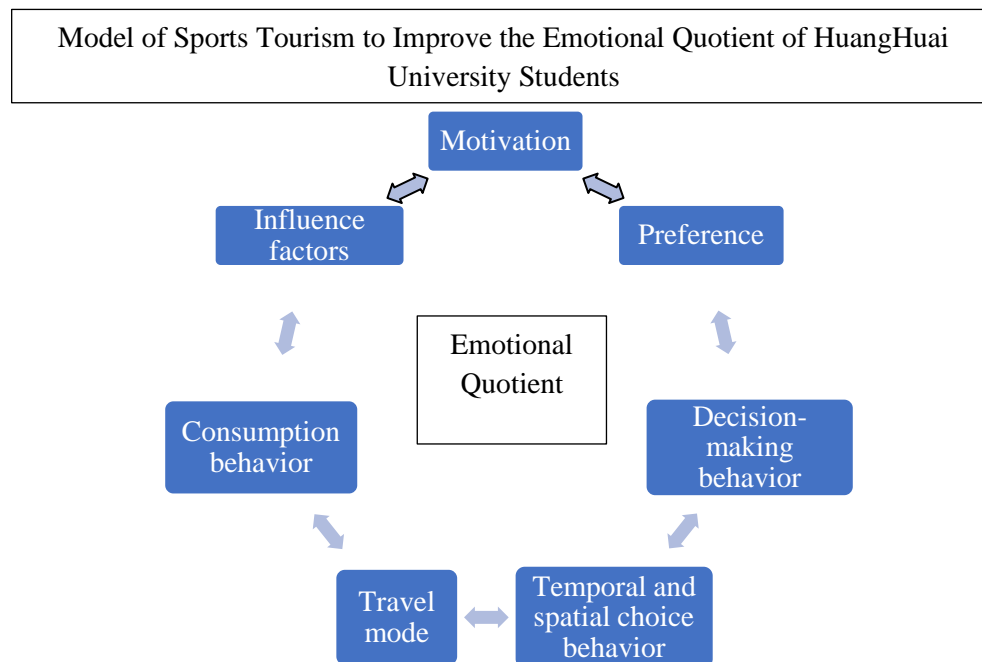 Model of Sports Tourism to Improve the Emotional Quotient of HuangHuai
University Students
Motivation
Influence
factors
Preference
Emotional
Quotient
Consumption
behavior
Decision-
making
behavior
Travel
mode
Temporal and
spatial choice
behavior